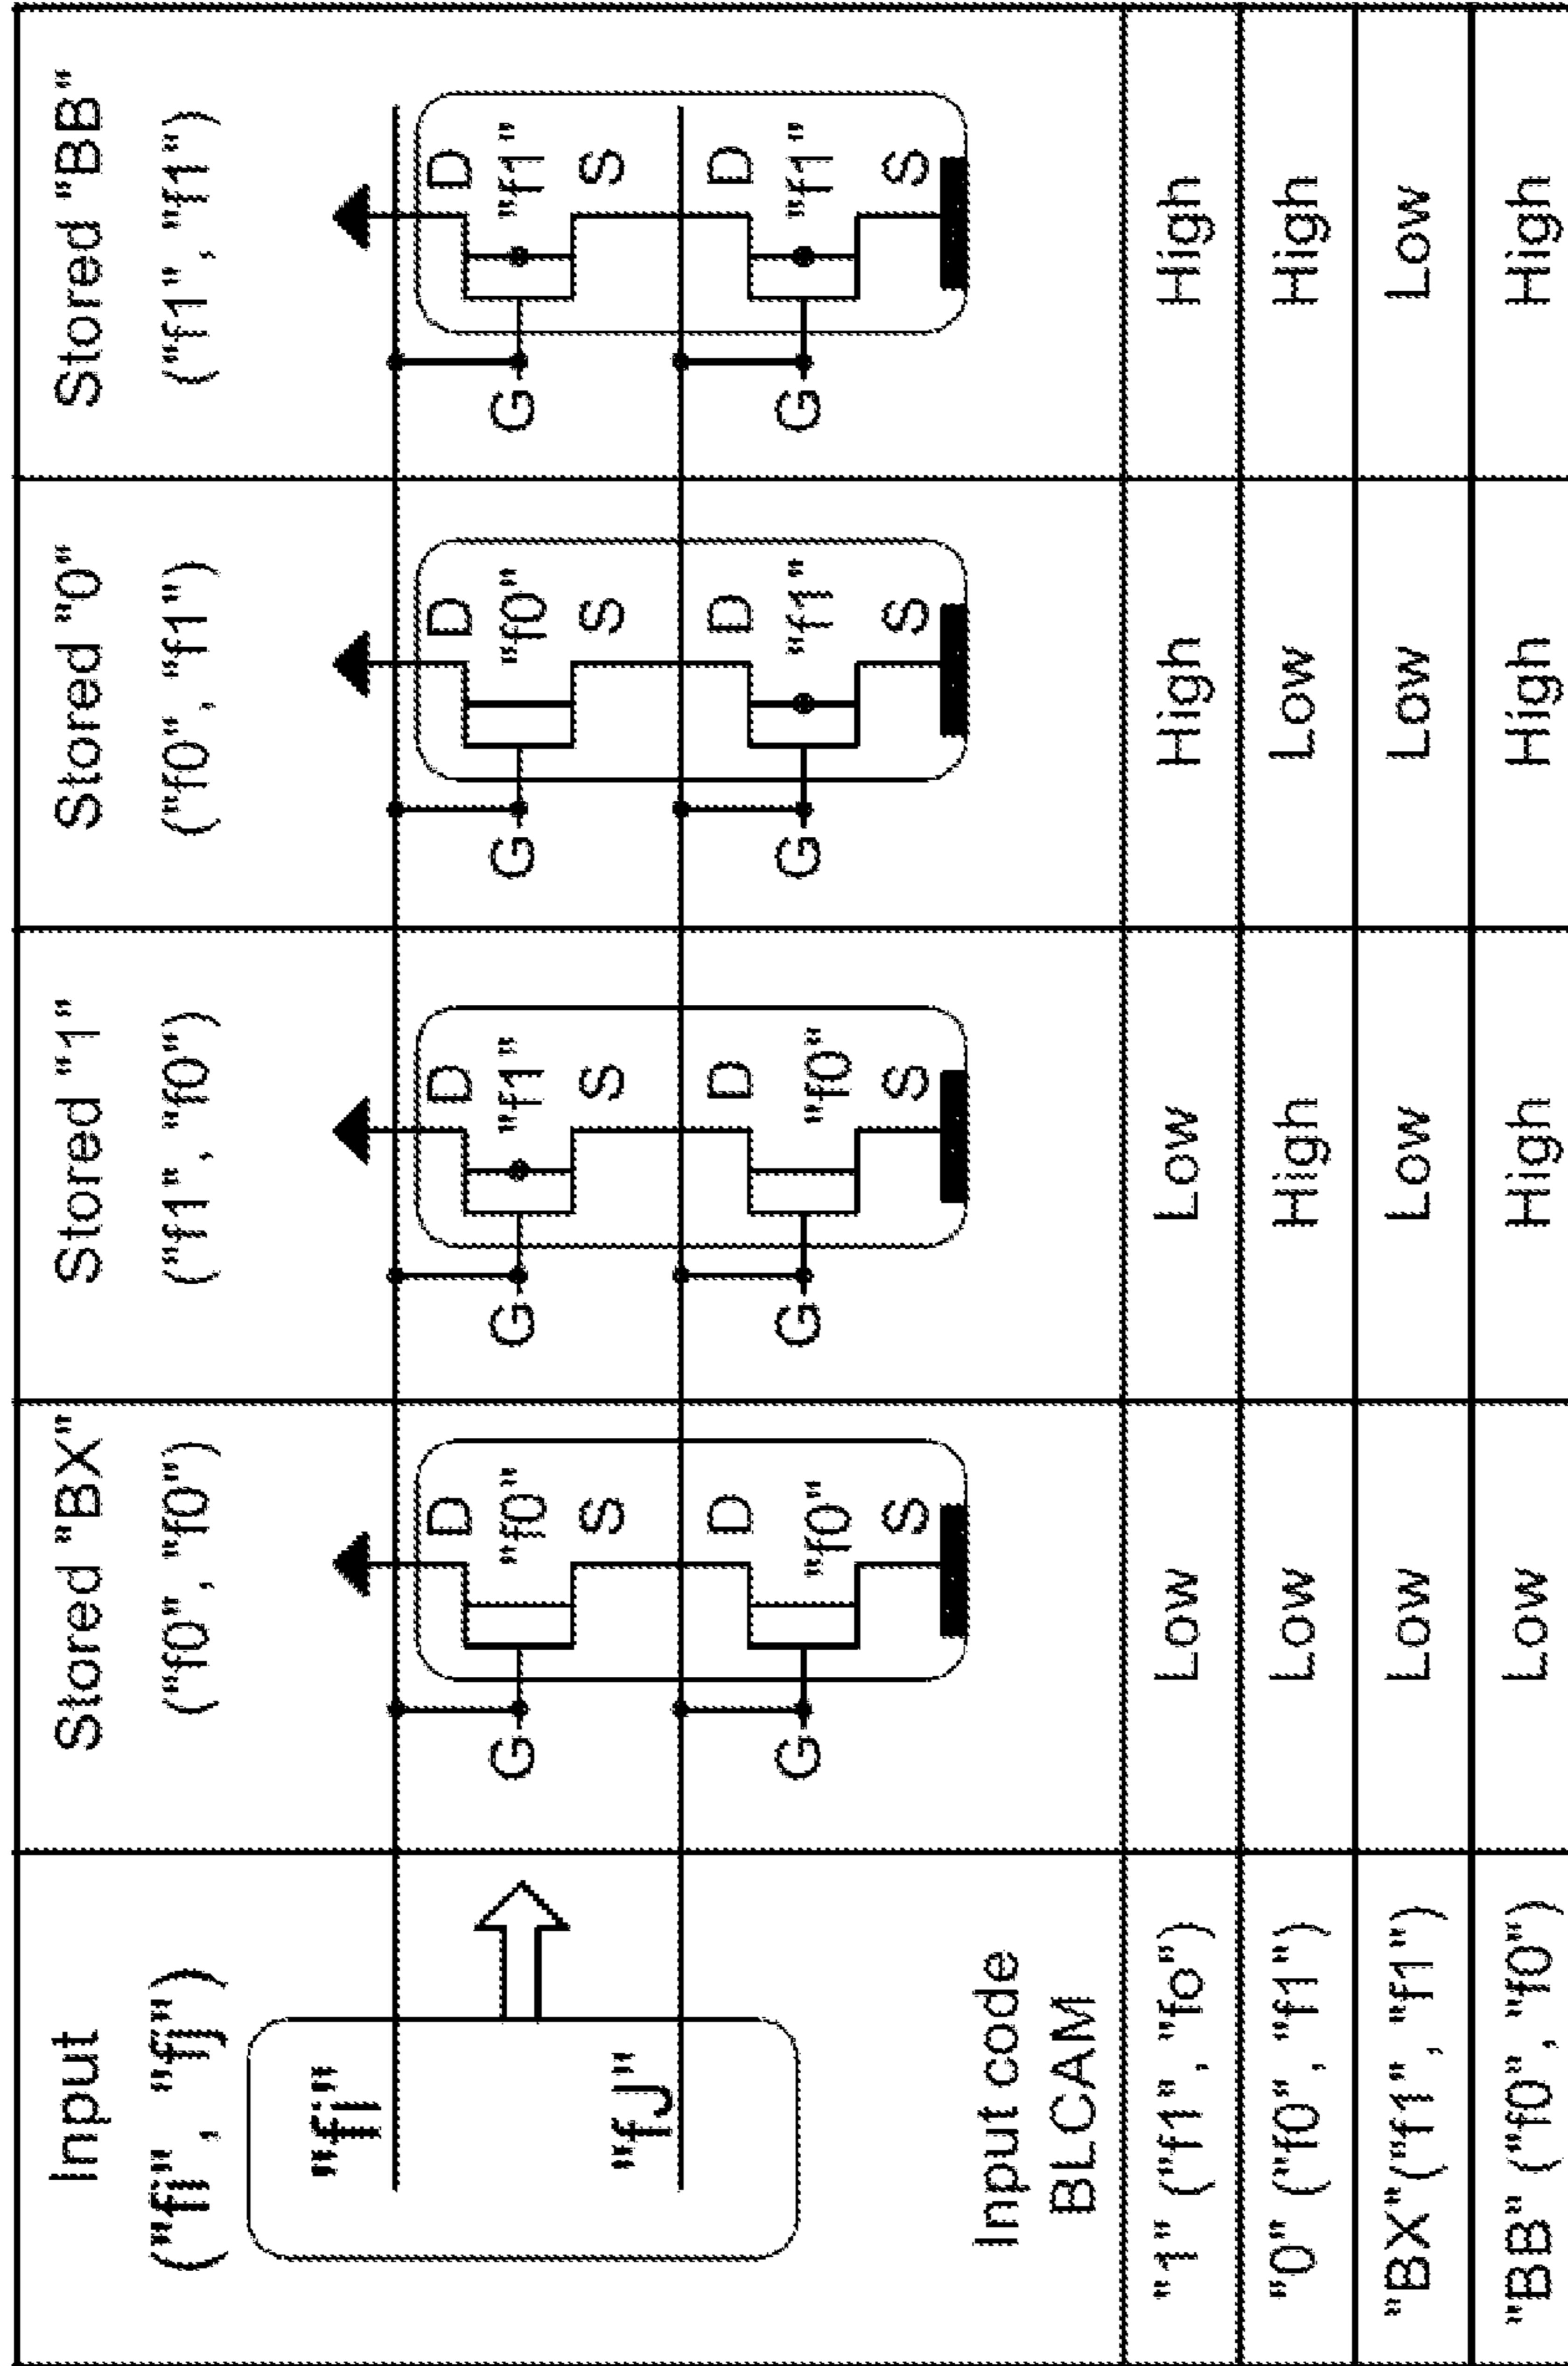 Input Stored "BX" Stored "1" Stored "0" Stored "BB"
("fi" , "fj") ("f0" , "f0") ("f1" , "f0") ("f0" , "f1") ("f1" , "f1")
"fi"
D D D D
G "f0" G "f1" G "f0" G "f1"
S S S S
"fJ"
D D D D
G "f0" G "f0" G "f1" G "f1"
S S S S
Input code
BLCAM
"1" ("f1" , "fo") Low Low High High
"0" ("f0" , "f1") Low High Low High
"BX"("f1" , "f1") Low Low Low Low
"BB" ("f0" , "f0") Low High High High